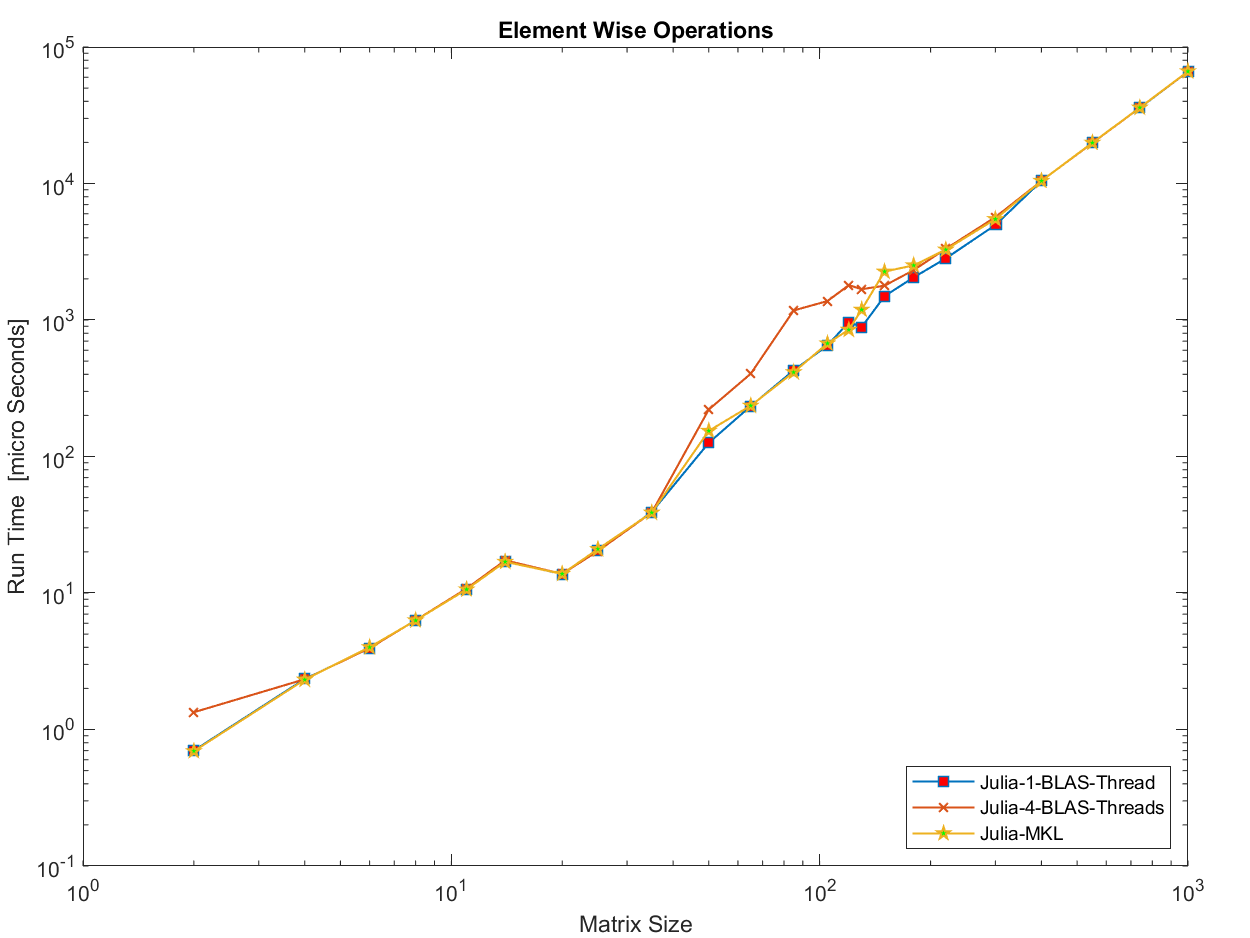 Element Wise Operations
10^5
10^4
10^3
10^2
10^1
10^0
10^-1
Run Time [micro Seconds]
10^0 10^1 10^2 10^3
Matrix Size
Julia-1-BLAS-Thread
Julia-4-BLAS-Threads
Julia-MKL